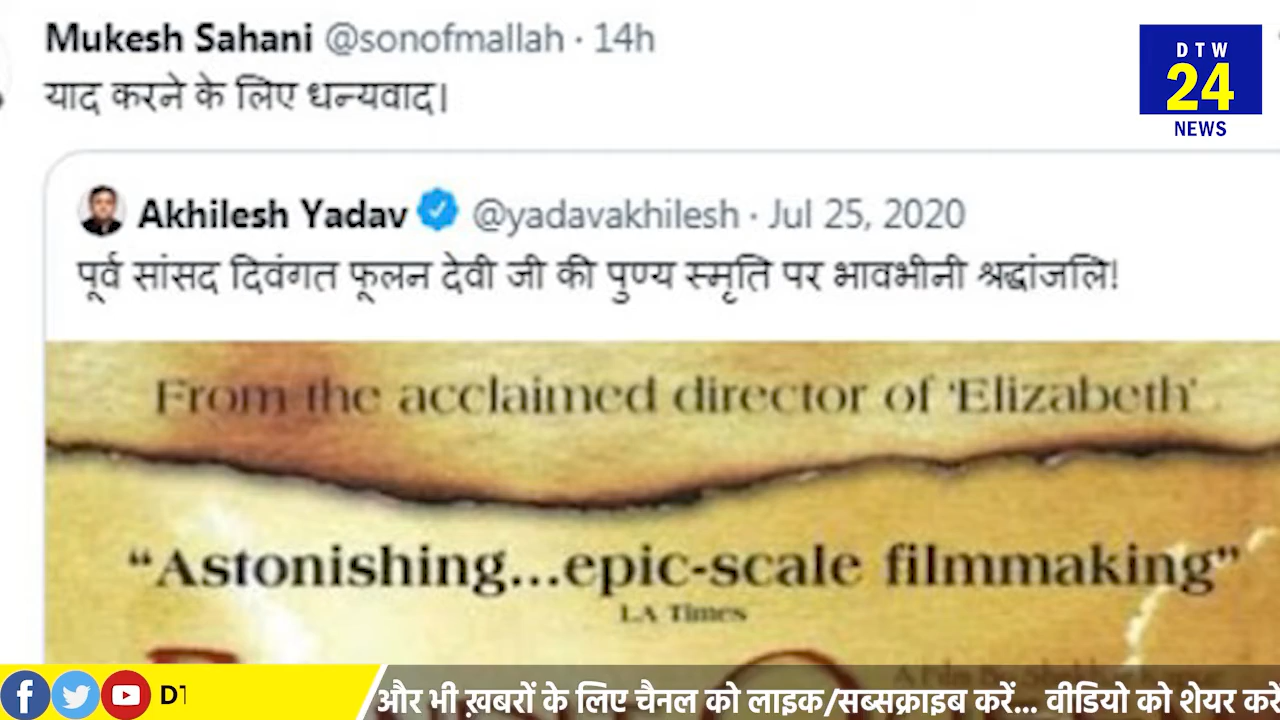 Mukesh Sahani @sonofmallah · 14h
याद करने के लिए धन्यवाद।
DTW
24
NEWS
Akhilesh Yadav @yadavakhilesh · Jul 25, 2020
पूर्व सांसद दिवंगत फूलन देवी जी की पुण्य स्मृति पर भावभीनी श्रद्धांजलि!
From the acclaimed director of 'Elizabeth'
“Astonishing...epic-scale filmmaking”
LA Times
और भी ख़बरों के लिए चैनल को लाइक/सब्सक्राइब करें... वीडियो को शेयर करें